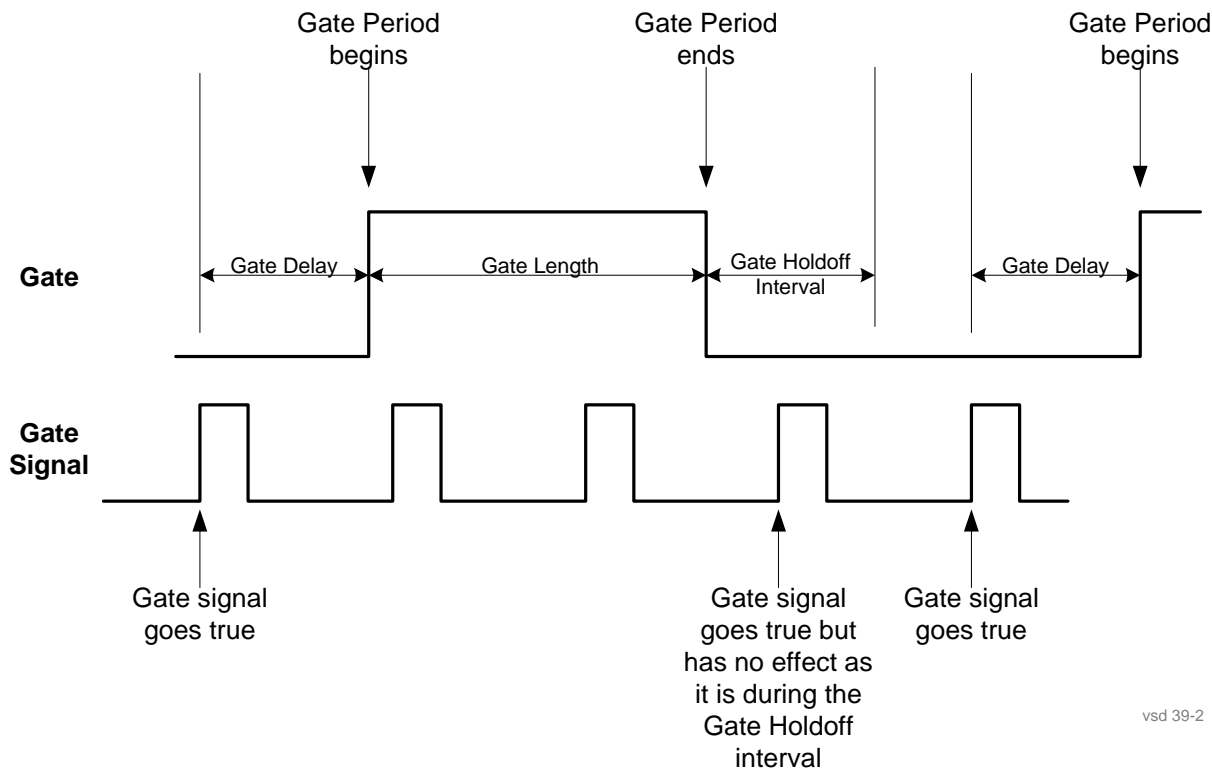 Gate Period
begins
Gate Period
ends
Gate Period
begins
Gate
Gate Delay
Gate Length
Gate Holdoff
Interval
Gate Delay
Gate
Signal
Gate signal
goes true
Gate signal
goes true but
has no effect as
it is during the
Gate Holdoff
interval
Gate signal
goes true
vsd 39-2